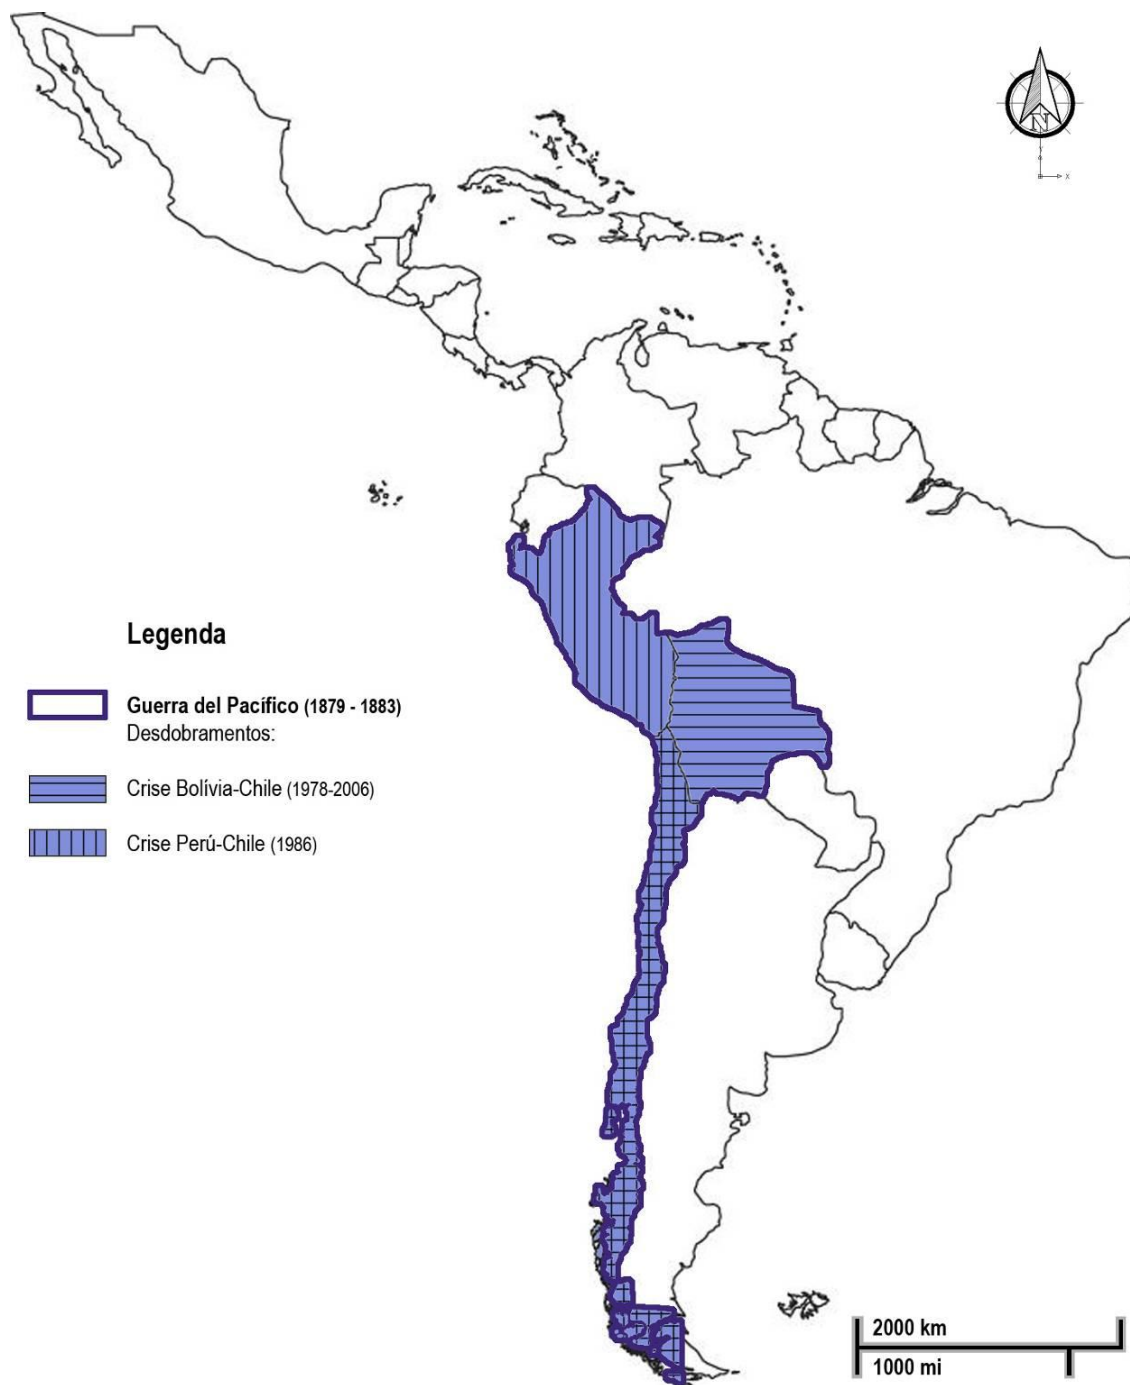 N
Y
X
Legenda
Guerra del Pacífico (1879 - 1883)
Desdobramentos:
Crise Bolívia-Chile (1978-2006)
Crise Perú-Chile (1986)
2000 km
1000 mi